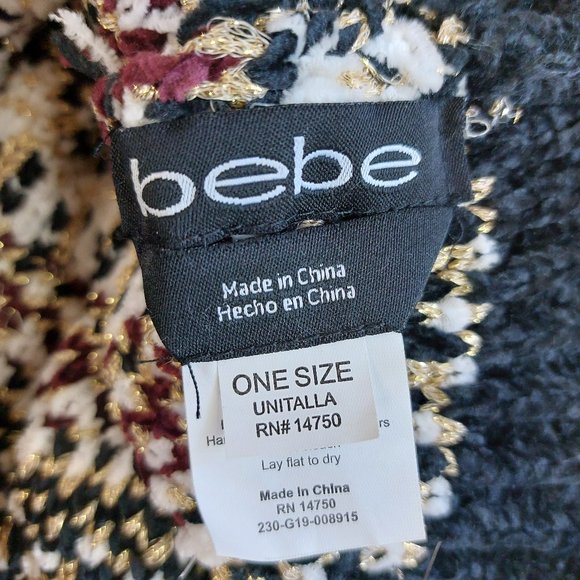 bebe
Made in China
Hecho en China
ONE SIZE
UNITALLA
RN# 14750
Lay flat to dry
Made In China
RN 14750
230-G19-008915